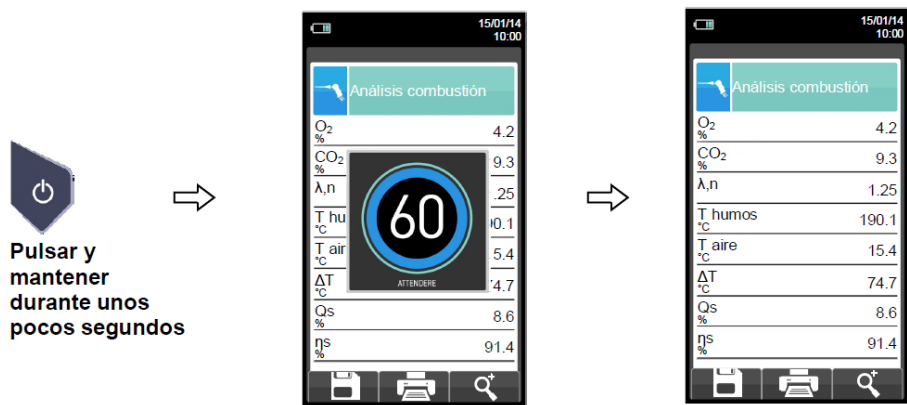 Pulsar y
mantener
durante unos
pocos segundos
15/01/14
10:00
Análisis combustión
O2
% 4.2
CO2
% 9.3
λ,n .25
T hu
°C 0.1
T air
°C 5.4
ΔT
°C 4.7
Qs
% 8.6
ηs
% 91.4
60
ATTENDERE
15/01/14
10:00
Análisis combustión
O2
% 4.2
CO2
% 9.3
λ,n 1.25
T humos
°C 190.1
T aire
°C 15.4
ΔT
°C 74.7
Qs
% 8.6
ηs
% 91.4